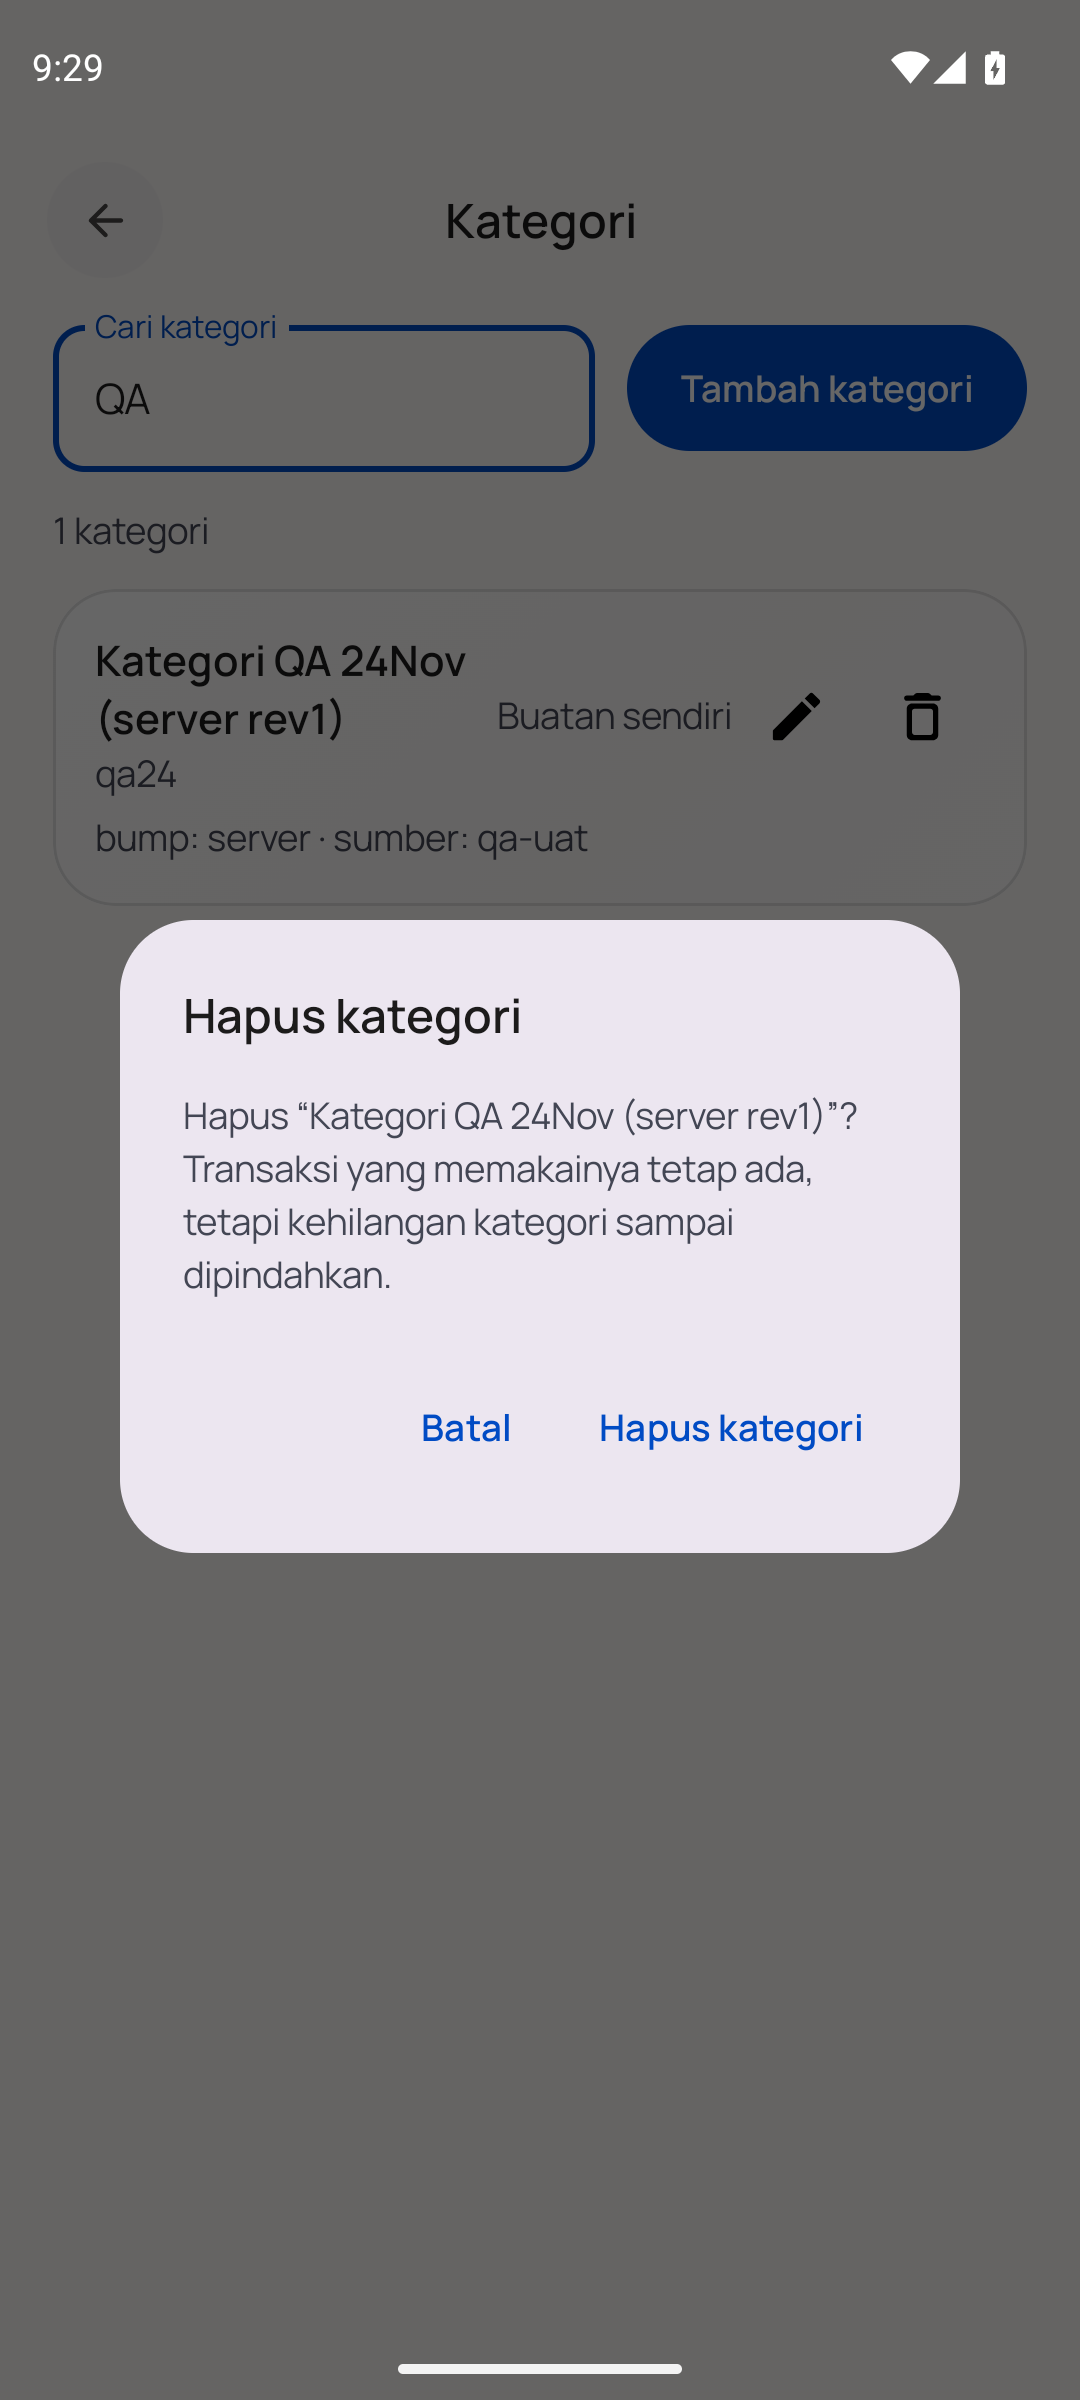 9:29
Kategori
Cari kategori
QA
Tambah kategori
1 kategori
Kategori QA 24Nov
(server rev1)
Buatan sendiri
qa24
bump: server · sumber: qa-uat
Hapus kategori
Hapus “Kategori QA 24Nov (server rev1)”?
Transaksi yang memakainya tetap ada,
tetapi kehilangan kategori sampai
dipindahkan.
Batal
Hapus kategori